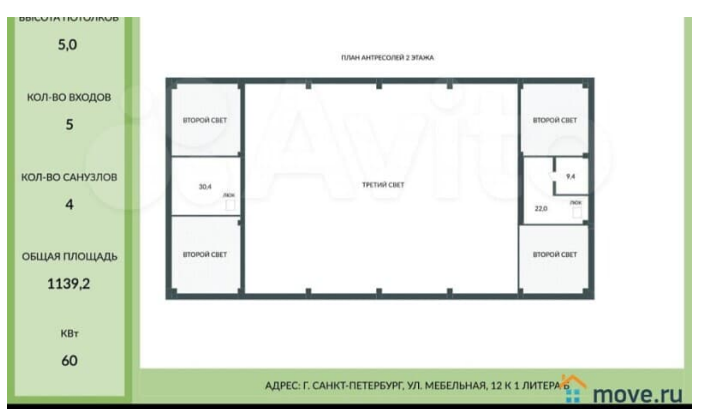 ВЫСОТА ПОТОЛКОВ
5,0
КОЛ-ВО ВХОДОВ
5
КОЛ-ВО САНУЗЛОВ
4
ОБЩАЯ ПЛОЩАДЬ
1139,2
КВт
60
ПЛАН АНТРЕСОЛЕЙ 2 ЭТАЖА
ВТОРОЙ СВЕТ
ВТОРОЙ СВЕТ
30,4
ЛЮК
ТРЕТИЙ СВЕТ
9,4
22,0
ЛЮК
ВТОРОЙ СВЕТ
ВТОРОЙ СВЕТ
Avito
АДРЕС: Г. САНКТ-ПЕТЕРБУРГ, УЛ. МЕБЕЛЬНАЯ, 12 К 1 ЛИТЕРА Б
move.ru